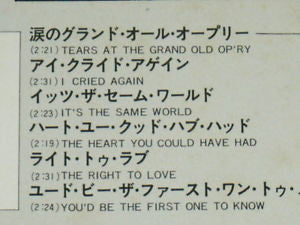 涙のグランド・オール・オープリー
(2:21) TEARS AT THE GRAND OLD OP'RY
アイ・クライド・アゲイン
(2:31) I CRIED AGAIN
イッツ・ザ・セーム・ワールド
(2:23) IT'S THE SAME WORLD
ハート・ユー・クッド・ハブ・ハッド
(2:19) THE HEART YOU COULD HAVE HAD
ライト・トゥ・ラブ
(2:31) THE RIGHT TO LOVE
ユード・ビー・ザ・ファースト・ワン・トゥ・
(2:24) YOU'D BE THE FIRST ONE TO KNOW